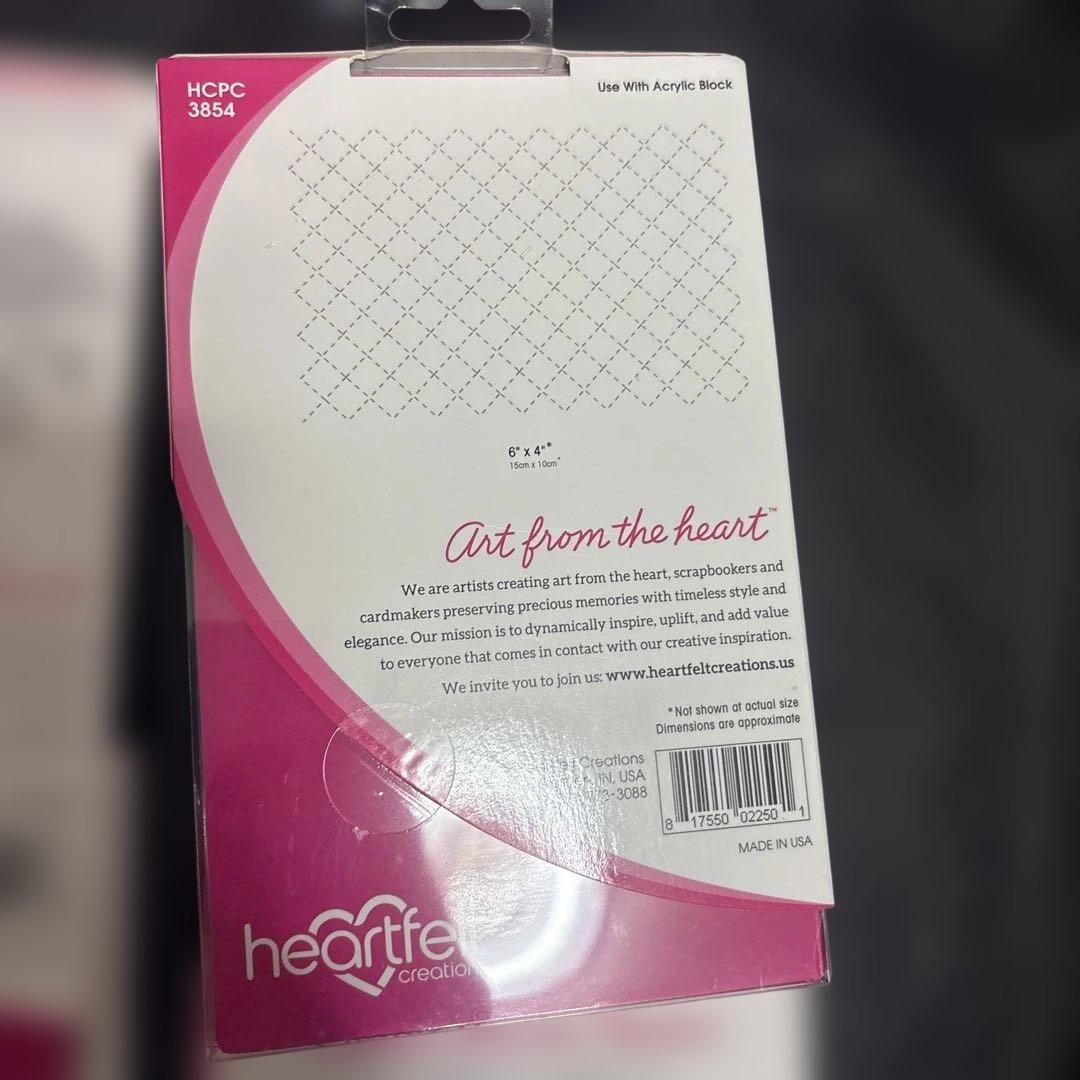 HCPC
3854
Use With Acrylic Block
6" x 4"*
15cm x 10cm*
Art from the heart™
We are artists creating art from the heart, scrapbookers and
cardmakers preserving precious memories with timeless style and
elegance. Our mission is to dynamically inspire, uplift, and add value
to everyone that comes in contact with our creative inspiration.
We invite you to join us: www.heartfeltcreations.us
*Not shown at actual size
Dimensions are approximate
Creations
IN, USA
-3088
8 17550 02250 1
MADE IN USA
heartfe
creation